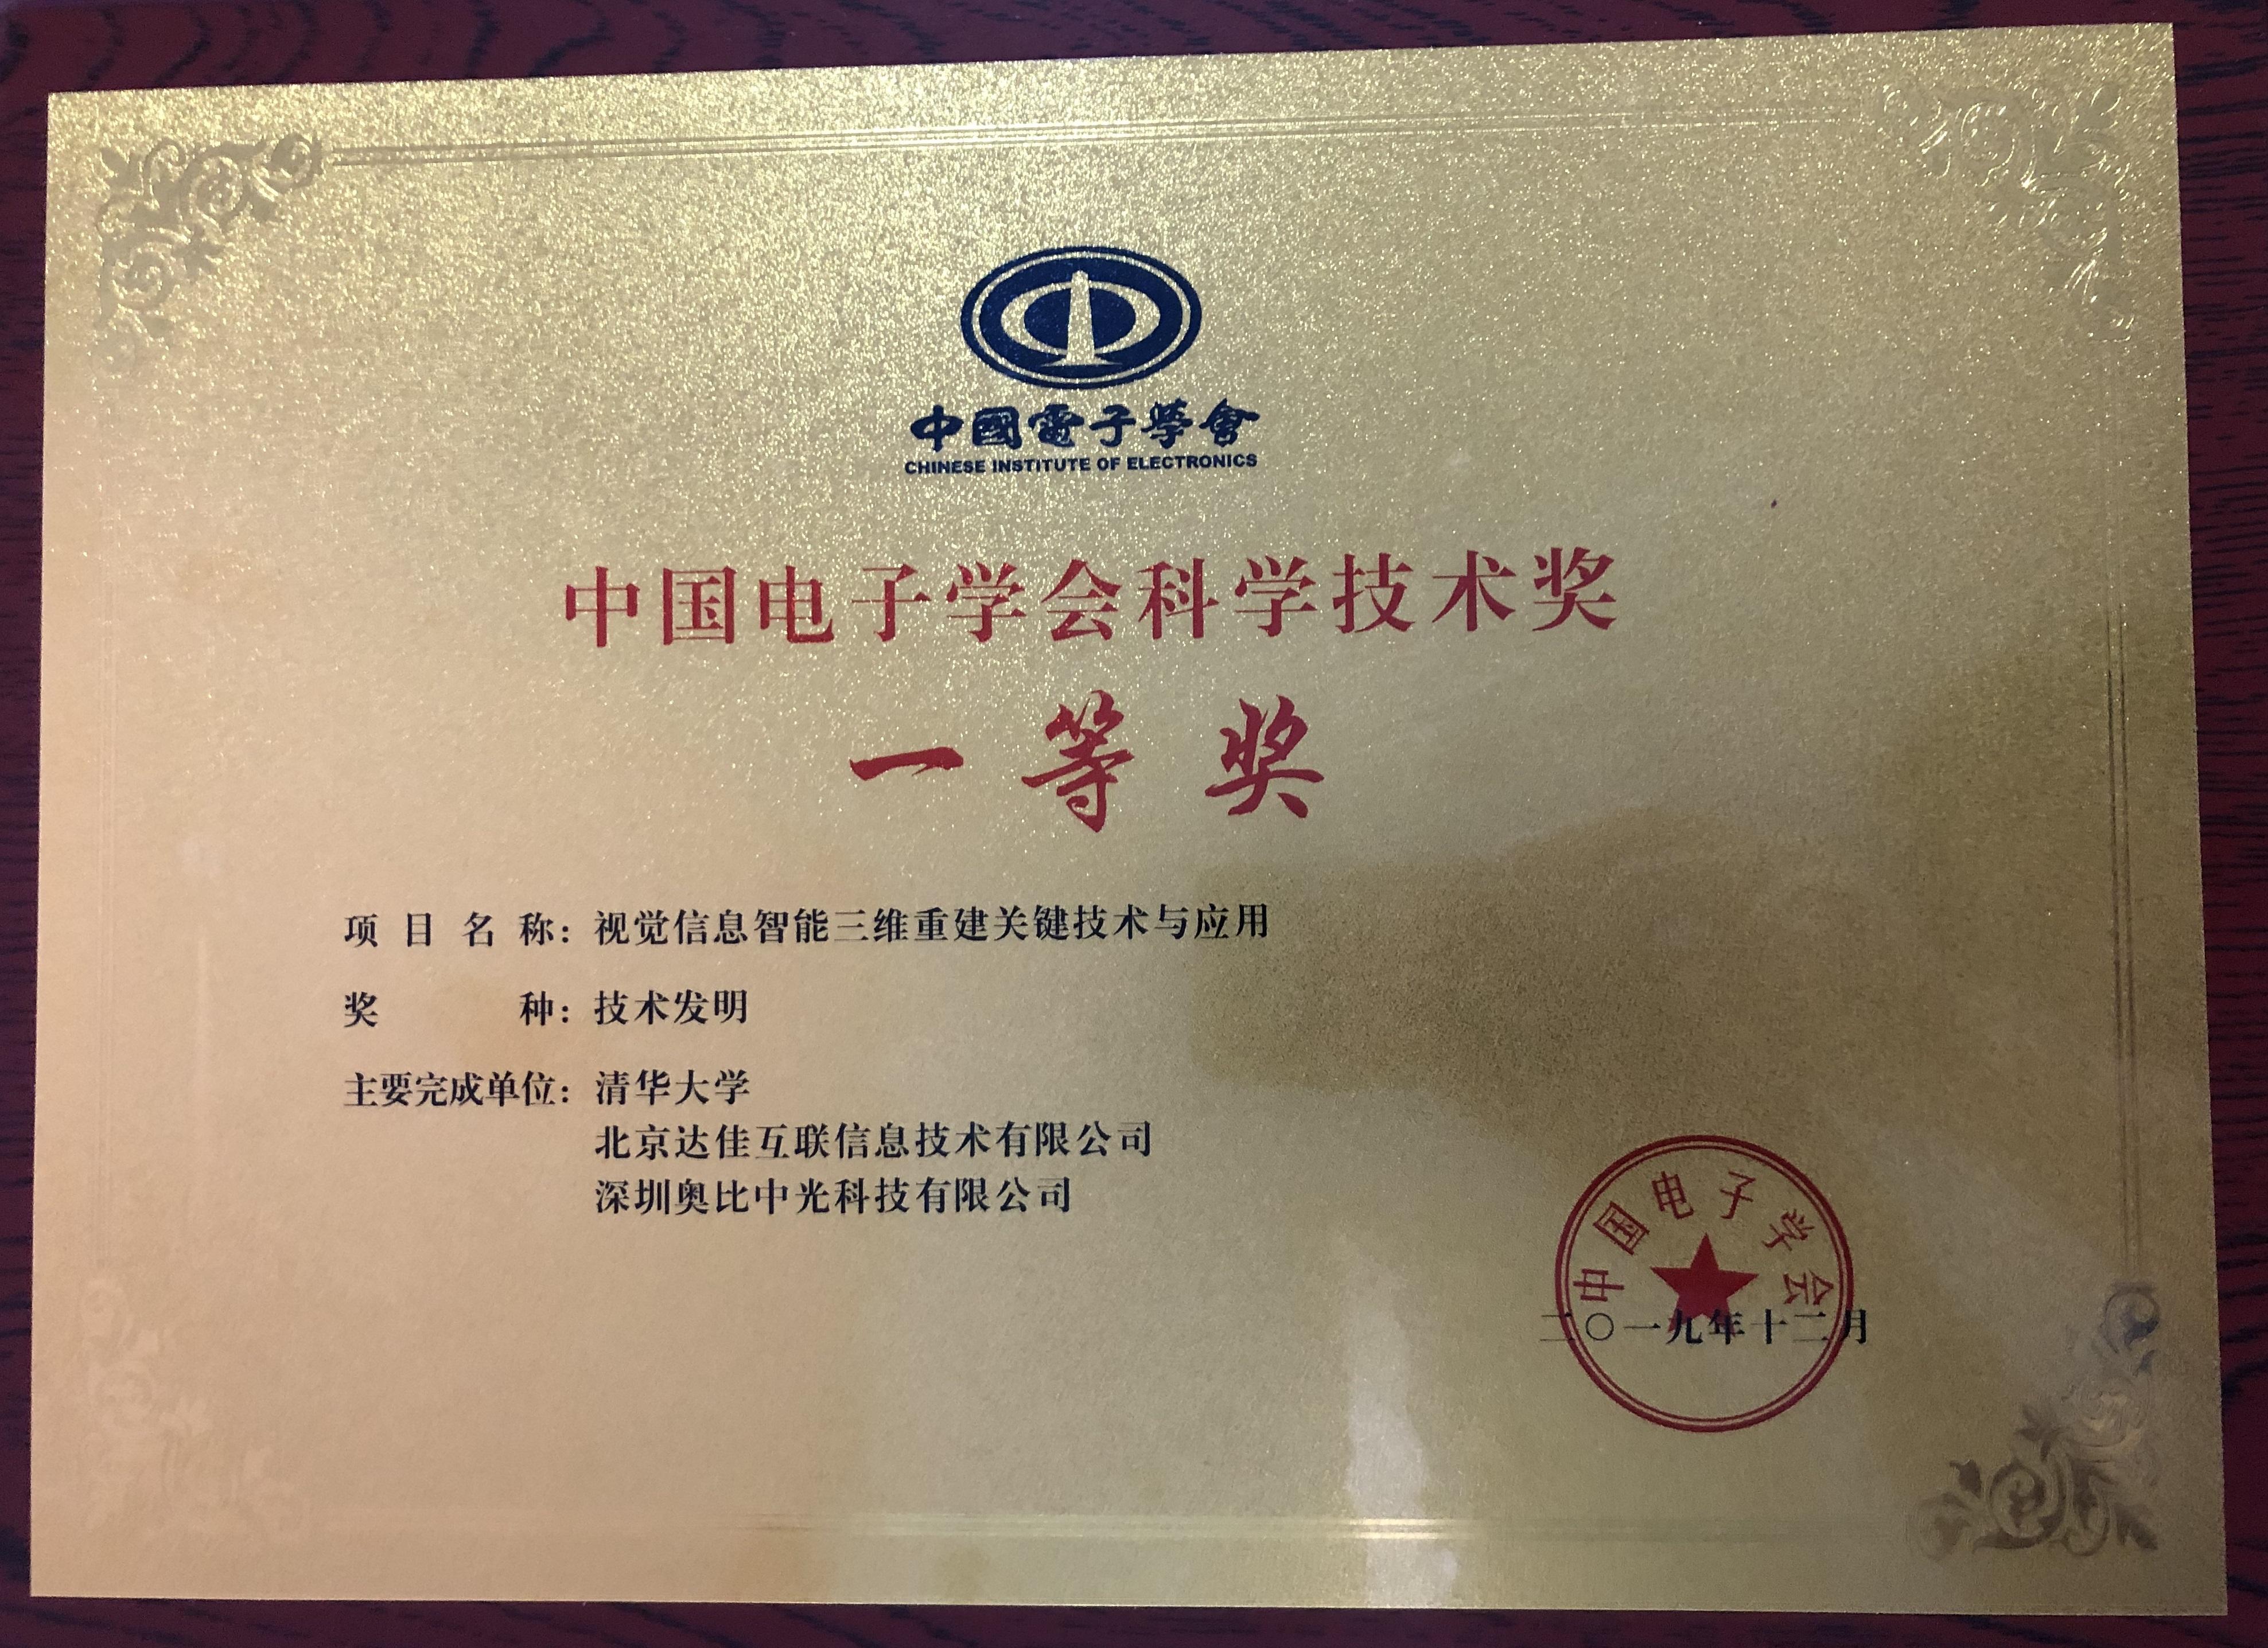 中國電子學會
CHINESE INSTITUTE OF ELECTRONICS
中国电子学会科学技术奖
一等奖
项目名称：视觉信息智能三维重建关键技术与应用
奖种：技术发明
主要完成单位：清华大学
北京达佳互联信息技术有限公司
深圳奥比中光科技有限公司
中国电子学会
二〇一九年十二月